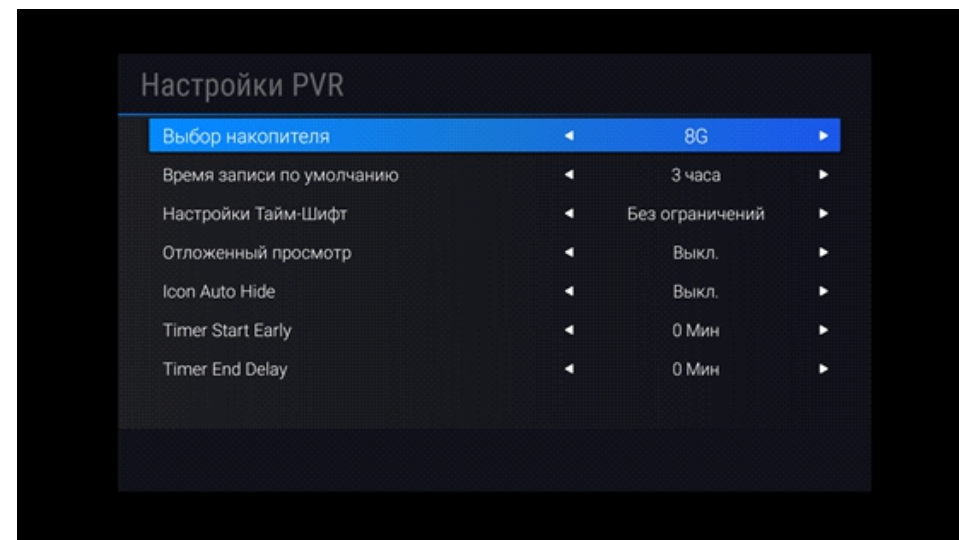 Настройки PVR
Выбор накопителя 8G
Время записи по умолчанию 3 часа
Настройки Тайм-Шифт Без ограничений
Отложенный просмотр Выкл.
Icon Auto Hide Выкл.
Timer Start Early 0 Мин
Timer End Delay 0 Мин